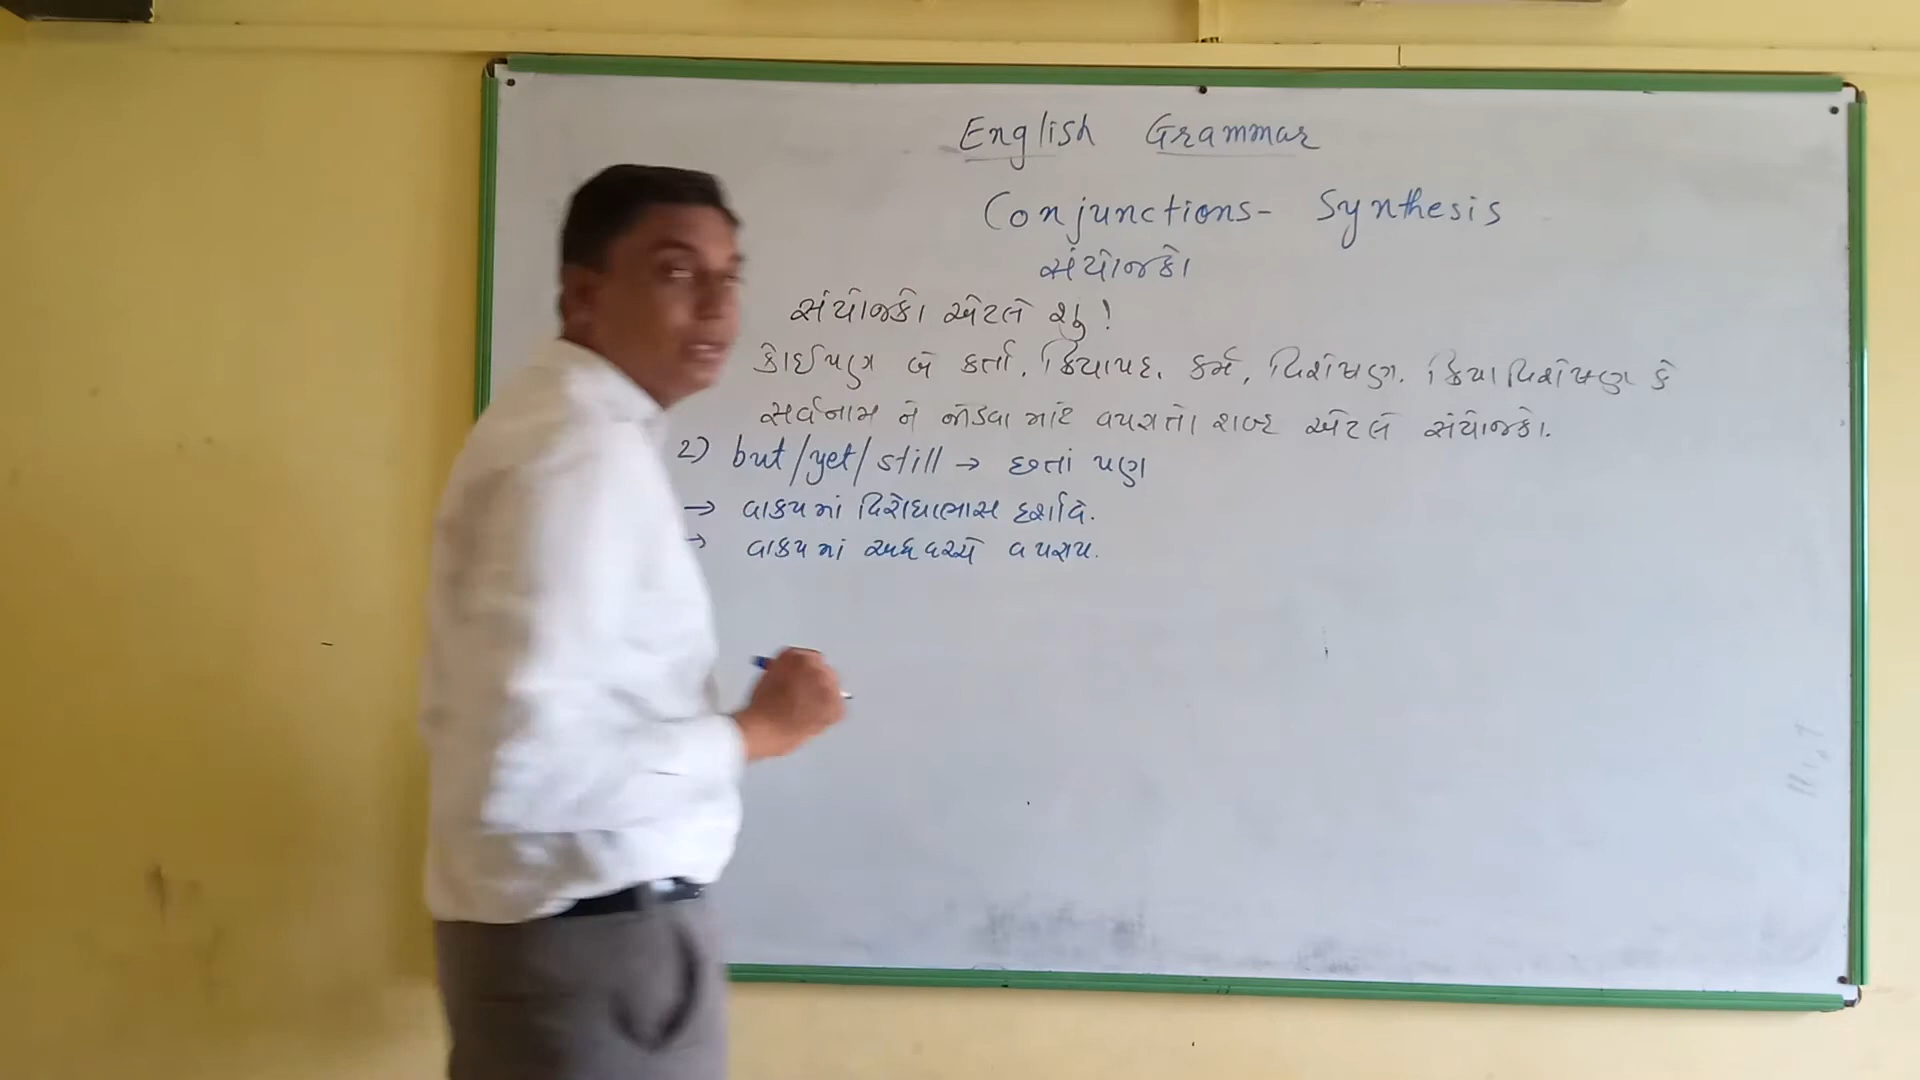 English Grammar
Conjunctions- Synthesis
સંયોજકો
સંયોજકો એટલે શું!
કોઈપણ બે કર્તા, ક્રિયાપદ, કર્મ, વિશેષણ, ક્રિયાવિશેષણ કે
સર્વનામ ને જોડવા માટે વપરાતો શબ્દ એટલે સંયોજકો.
2) but/yet/still → છતાં પણ
→ વાક્યમાં વિરોધાભાસ દર્શાવે.
→ વાક્યમાં અધવચ્ચે વપરાય.